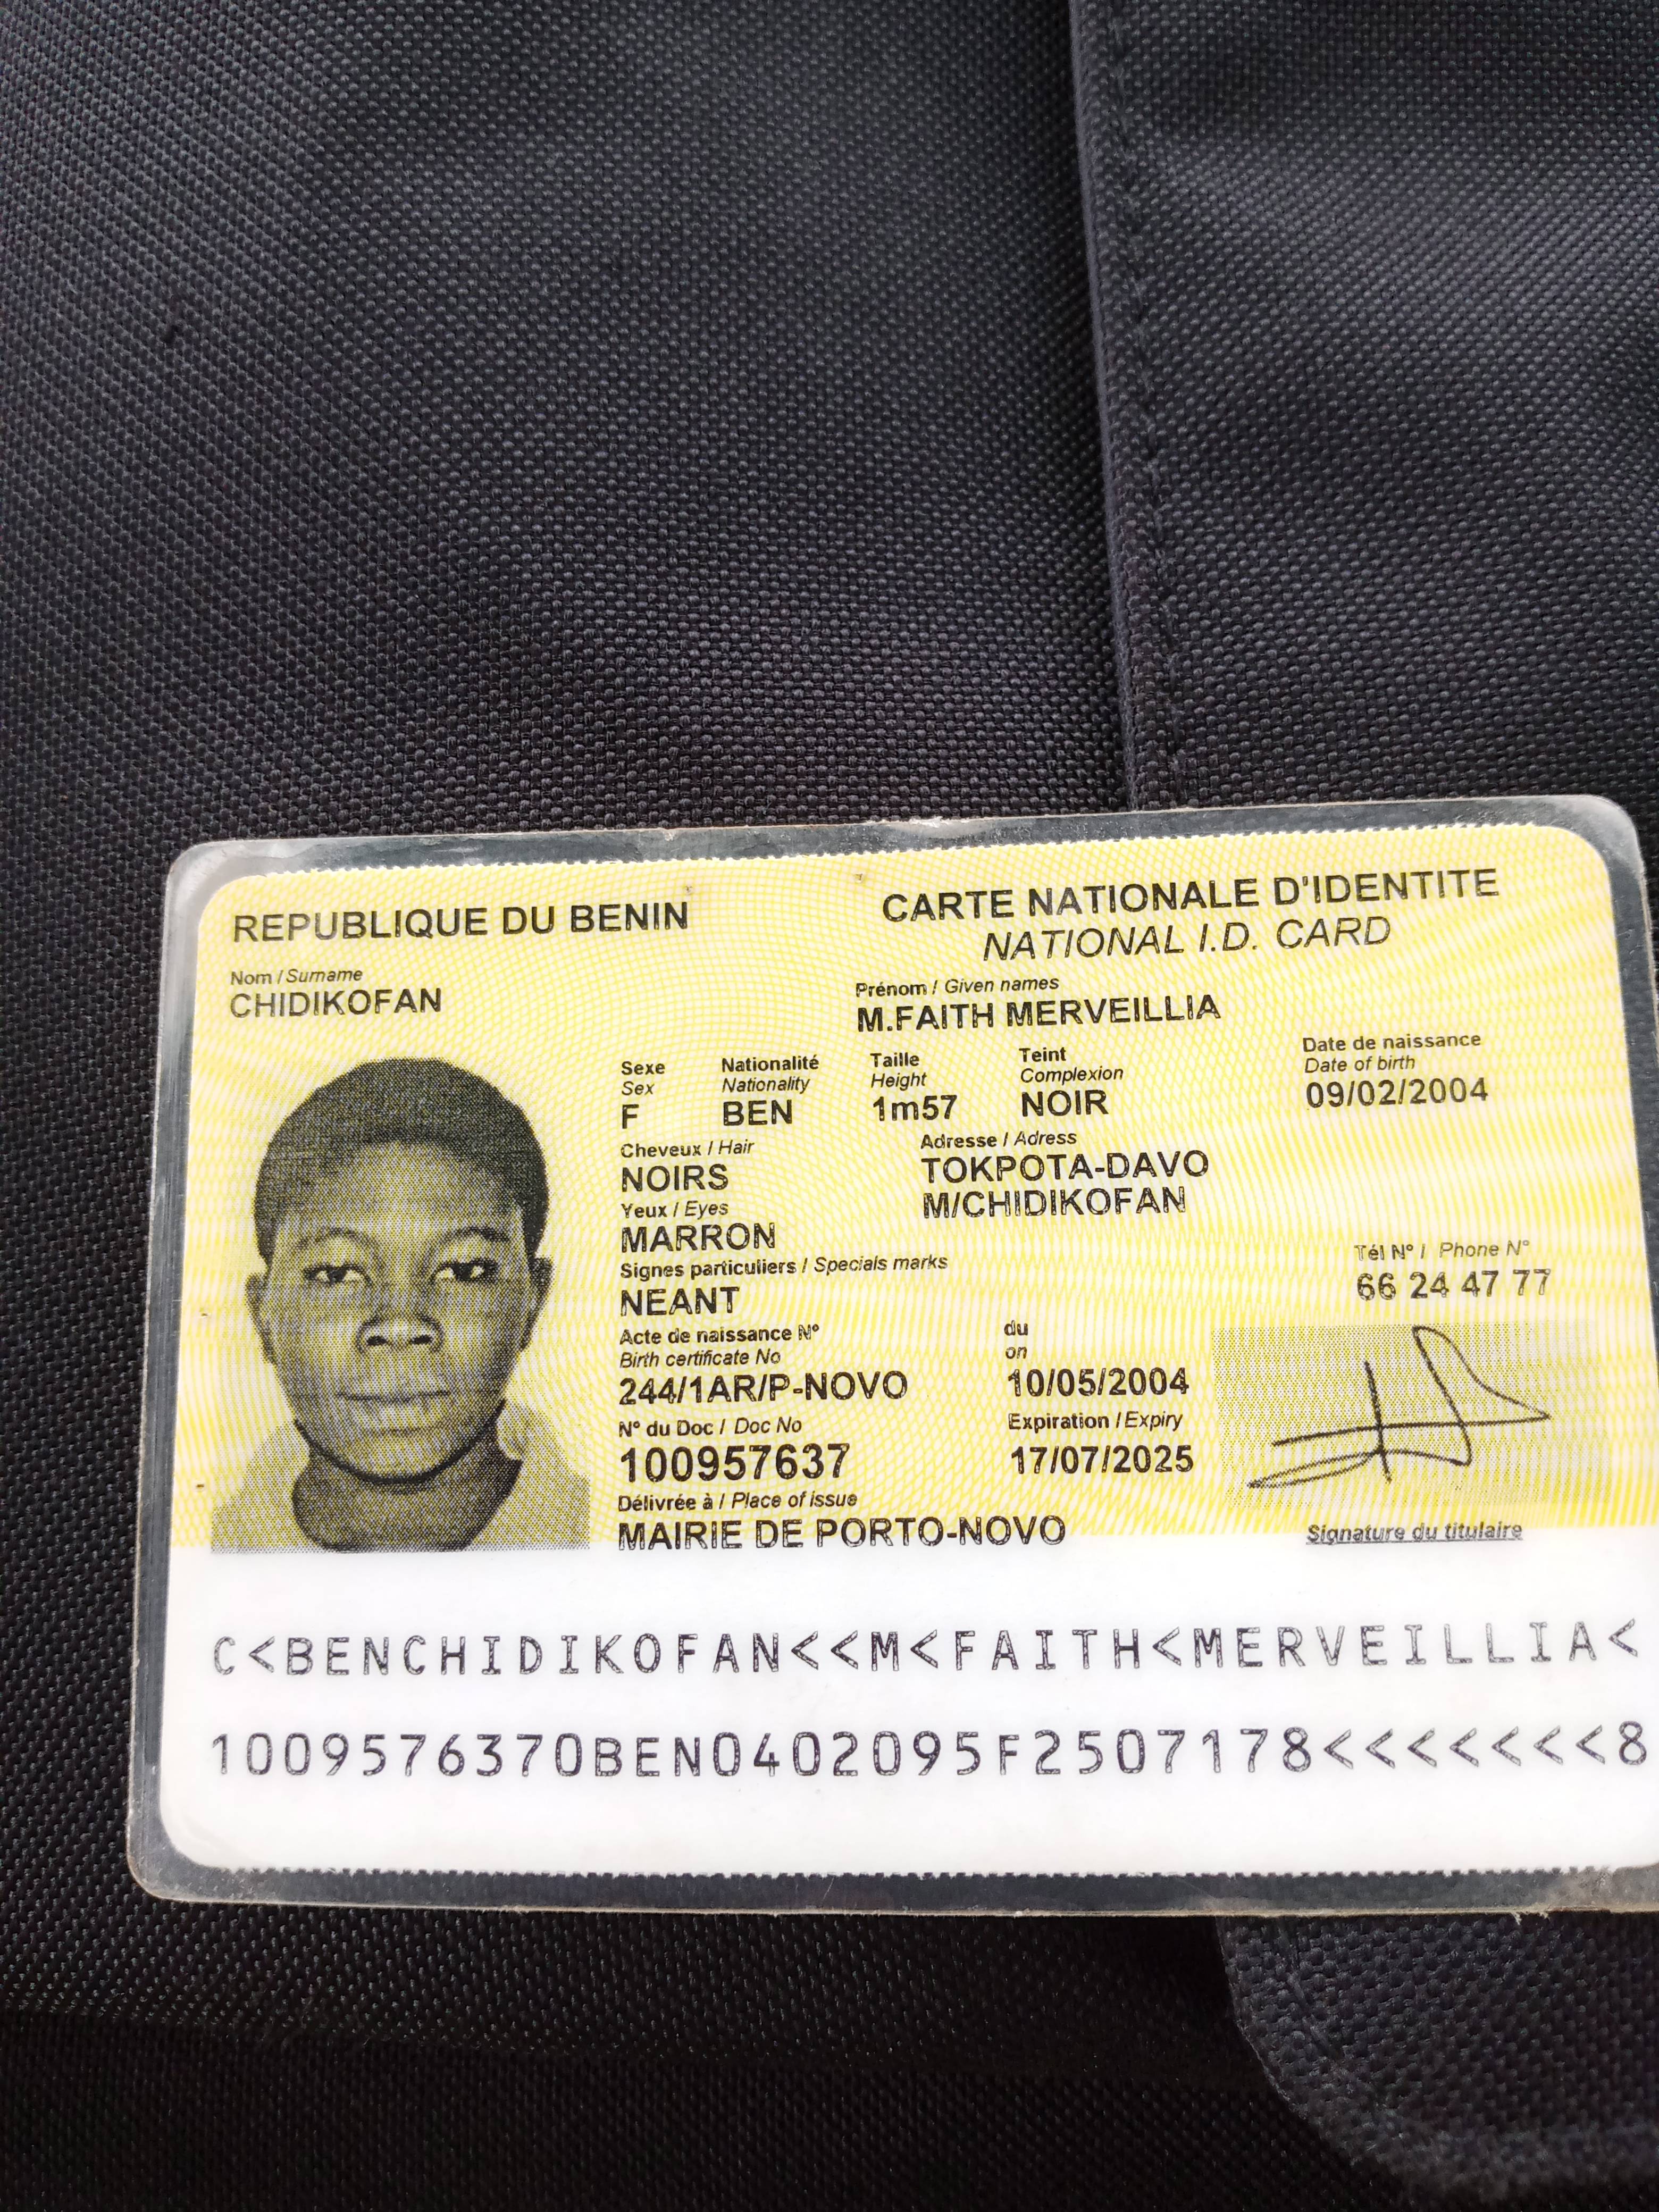 REPUBLIQUE DU BENIN
CARTE NATIONALE D'IDENTITE
NATIONAL I.D. CARD
Nom / Surname
CHIDIKOFAN
Prénom / Given names
M.FAITH MERVEILLIA
Sexe
Sex
F
Nationalité
Nationality
BEN
Taille
Height
1m57
Teint
Complexion
NOIR
Date de naissance
Date of birth
09/02/2004
Cheveux / Hair
NOIRS
Adresse / Adress
TOKPOTA-DAVO
M/CHIDIKOFAN
Yeux / Eyes
MARRON
Signes particuliers / Specials marks
NEANT
Tél N° / Phone N°
66 24 47 77
Acte de naissance N°
Birth certificate No
244/1AR/P-NOVO
du
on
10/05/2004
N° du Doc / Doc No
100957637
Expiration / Expiry
17/07/2025
Délivrée à / Place of issue
MAIRIE DE PORTO-NOVO
Signature du titulaire
C<BENCHIDIKOFAN<<M<FAITH<MERVEILLIA<
1009576370BEN0402095F2507178<<<<<<<8